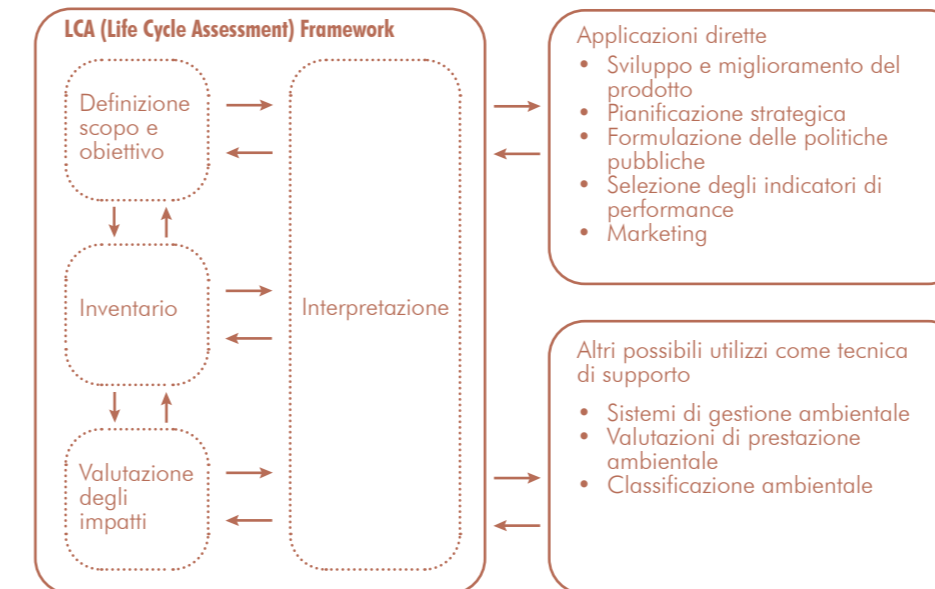 LCA (Life Cycle Assessment) Framework
Definizione
scopo e
obiettivo
Inventario
Valutazione
degli
impatti
Interpretazione
Applicazioni dirette
• Sviluppo e miglioramento del
prodotto
• Pianificazione strategica
• Formulazione delle politiche
pubbliche
• Selezione degli indicatori di
performance
• Marketing
Altri possibili utilizzi come tecnica
di supporto
• Sistemi di gestione ambientale
• Valutazioni di prestazione
ambientale
• Classificazione ambientale